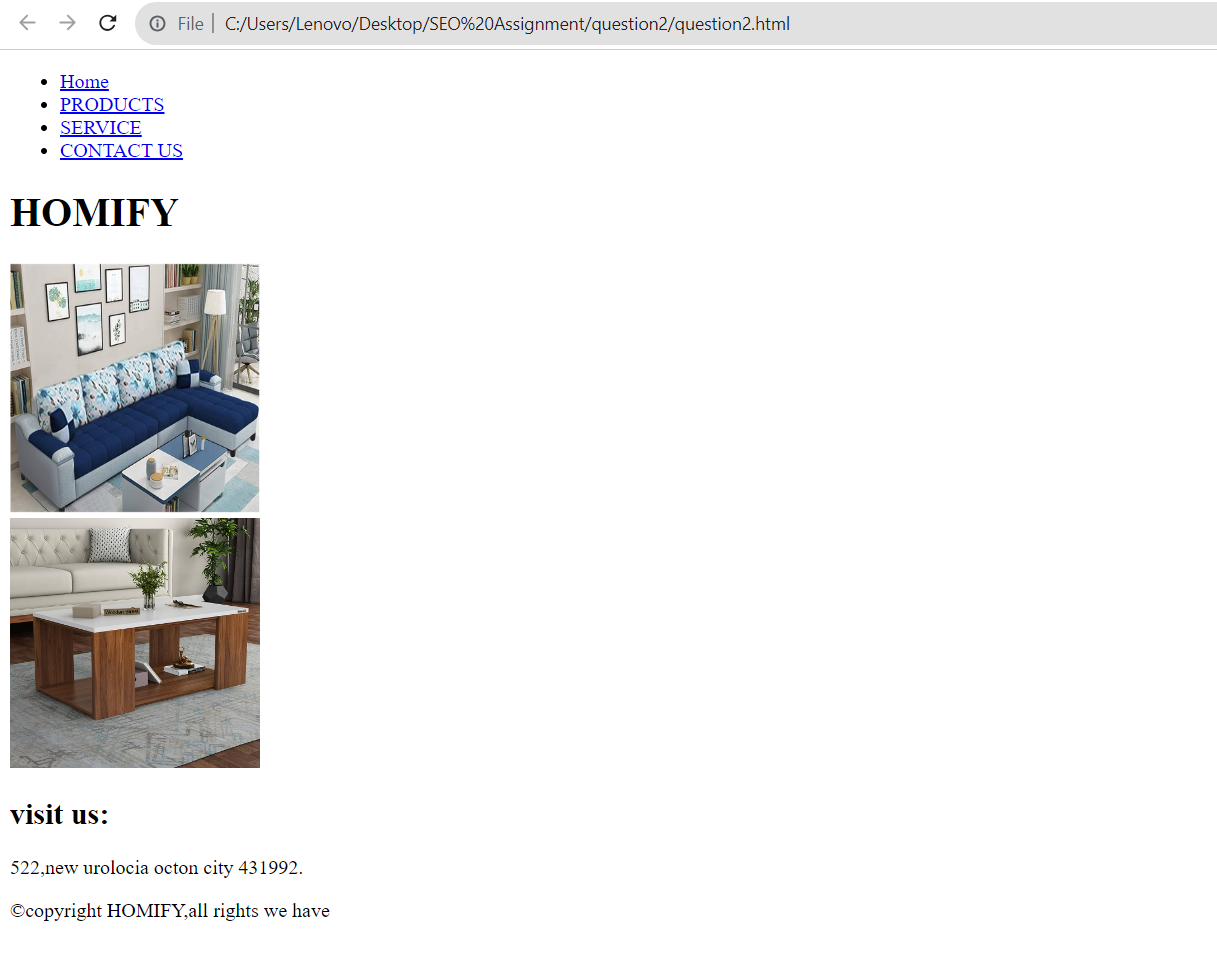 File | C:/Users/Lenovo/Desktop/SEO%20Assignment/question2/question2.html
Home
PRODUCTS
SERVICE
CONTACT US
HOMIFY
visit us:
522,new urolocia octon city 431992.
©copyright HOMIFY,all rights we have